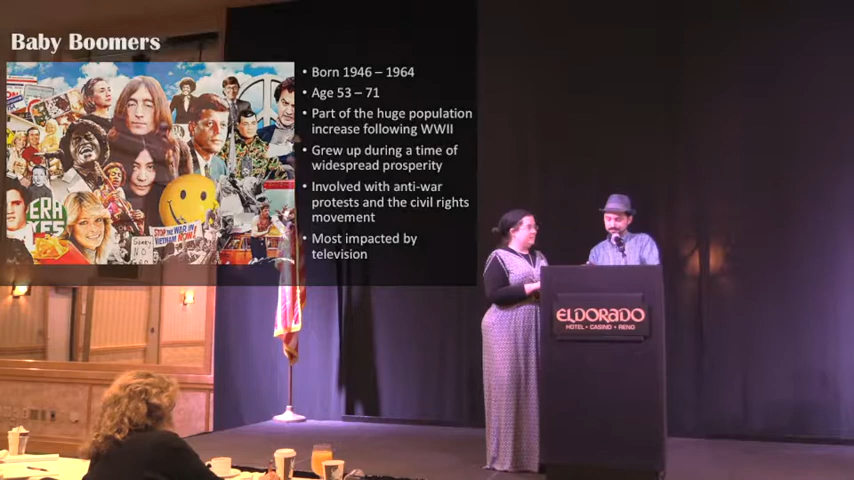 Baby Boomers
• Born 1946 – 1964
• Age 53 – 71
• Part of the huge population
increase following WWII
• Grew up during a time of
widespread prosperity
• Involved with anti-war
protests and the civil rights
movement
• Most impacted by
television
ERA
YES
STOP THE WAR IN
VIETNAM NOW!
NO
ELDORADO
HOTEL • CASINO • RENO